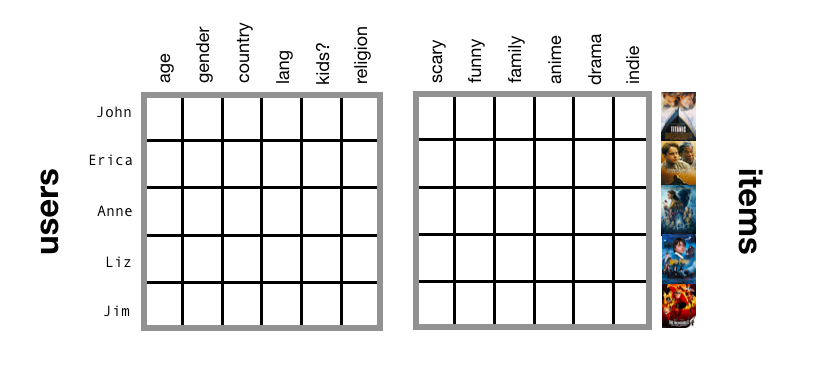 age
gender
country
lang
kids?
religion
scary
funny
family
anime
drama
indie
users
John
Erica
Anne
Liz
Jim
TITANIC
items